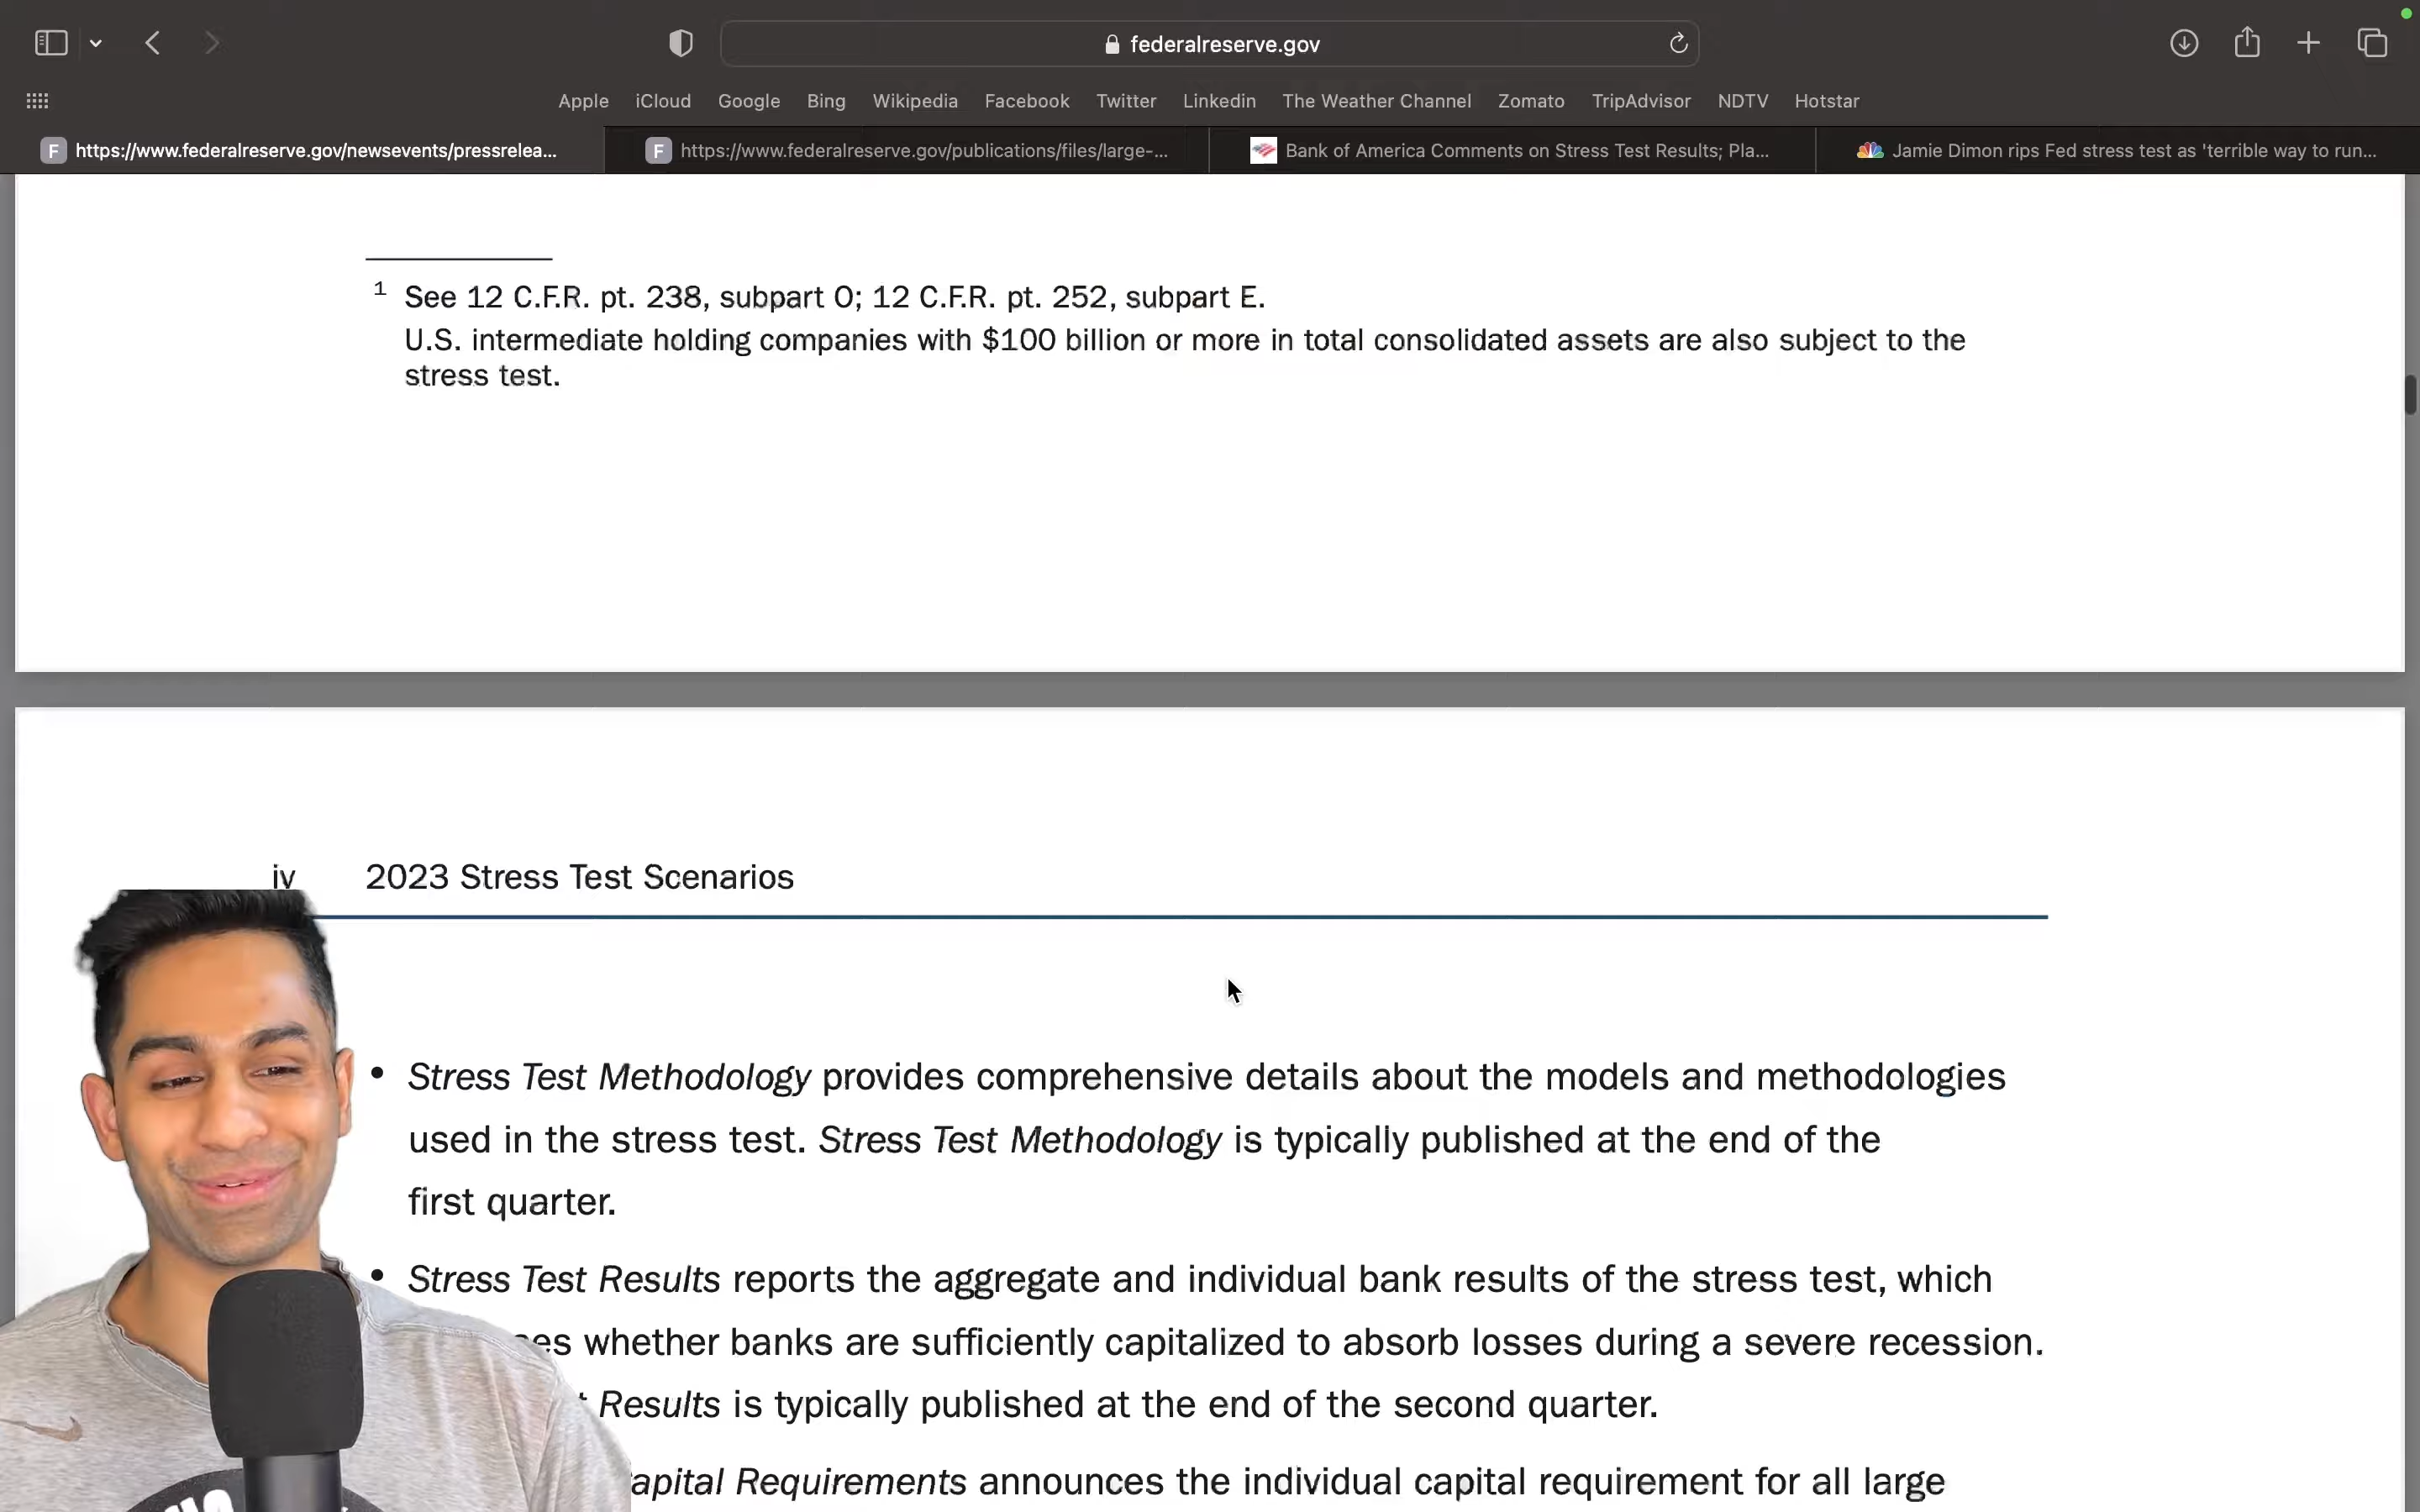 federalreserve.gov
Apple iCloud Google Bing Wikipedia Facebook Twitter Linkedin The Weather Channel Zomato TripAdvisor NDTV Hotstar
F https://www.federalreserve.gov/newsevents/pressrelea... F https://www.federalreserve.gov/publications/files/large-... Bank of America Comments on Stress Test Results; Pla... Jamie Dimon rips Fed stress test as 'terrible way to run...
1 See 12 C.F.R. pt. 238, subpart O; 12 C.F.R. pt. 252, subpart E.
U.S. intermediate holding companies with $100 billion or more in total consolidated assets are also subject to the
stress test.
iv 2023 Stress Test Scenarios
• Stress Test Methodology provides comprehensive details about the models and methodologies
used in the stress test. Stress Test Methodology is typically published at the end of the
first quarter.
• Stress Test Results reports the aggregate and individual bank results of the stress test, which
whether banks are sufficiently capitalized to absorb losses during a severe recession.
Results is typically published at the end of the second quarter.
apital Requirements announces the individual capital requirement for all large